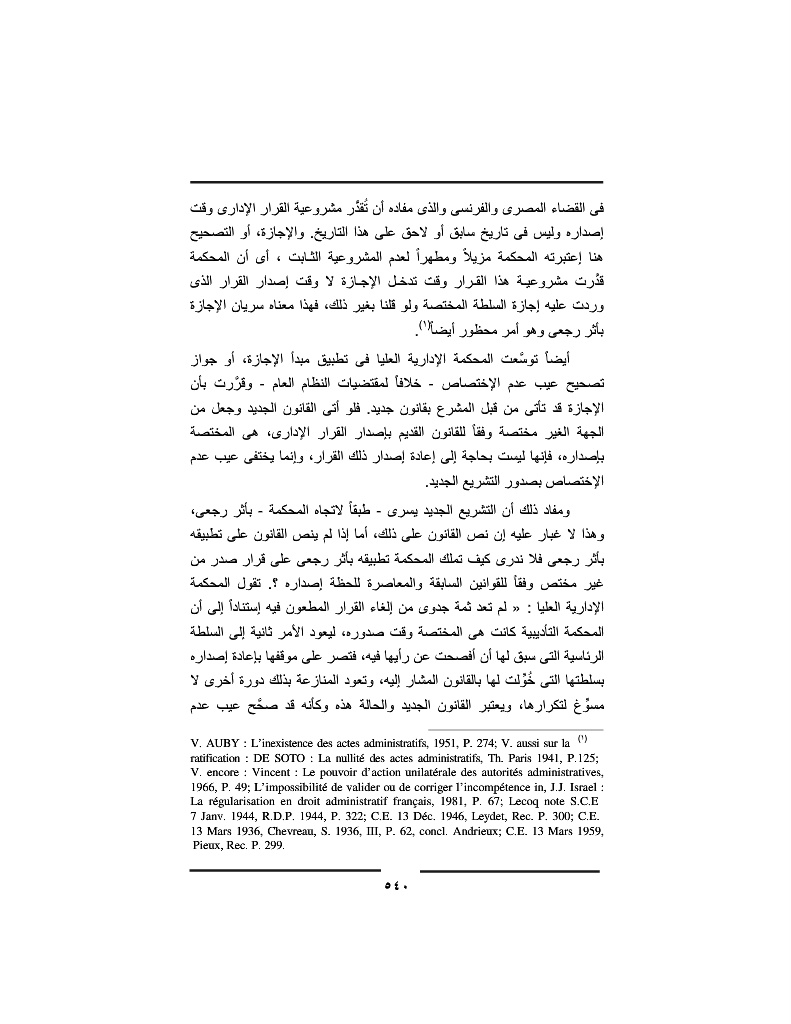 فى القضاء المصرى والفرنسى والذى مفاده أن تُقدَّر مشروعية القرار الإدارى وقت
إصداره وليس فى تاريخ سابق أو لاحق على هذا التاريخ. والإجازة، أو التصحيح
هنا إعتبرته المحكمة مزيلاً ومطهراً لعدم المشروعية الثابت ، أى أن المحكمة
قدَّرت مشروعية هذا القرار وقت تدخل الإجازة لا وقت إصدار القرار الذى
وردت عليه إجازة السلطة المختصة ولو قلنا بغير ذلك، فهذا معناه سريان الإجازة
بأثر رجعى وهو أمر محظور أيضاً(١).
أيضاً توسَّعت المحكمة الإدارية العليا فى تطبيق مبدأ الإجازة، أو جواز
تصحيح عيب عدم الإختصاص - خلافاً لمقتضيات النظام العام - وقرَّرت بأن
الإجازة قد تأتى من قبل المشرع بقانون جديد. فلو أتى القانون الجديد وجعل من
الجهة الغير مختصة وفقاً للقانون القديم بإصدار القرار الإدارى، هى المختصة
بإصداره، فإنها ليست بحاجة إلى إعادة إصدار ذلك القرار، وإنما يختفى عيب عدم
الإختصاص بصدور التشريع الجديد.
ومفاد ذلك أن التشريع الجديد يسرى - طبقاً لاتجاه المحكمة - بأثر رجعى،
وهذا لا غبار عليه إن نص القانون على ذلك، أما إذا لم ينص القانون على تطبيقه
بأثر رجعى فلا ندرى كيف تملك المحكمة تطبيقه بأثر رجعى على قرار صدر من
غير مختص وفقاً للقوانين السابقة والمعاصرة للحظة إصداره ؟. تقول المحكمة
الإدارية العليا : « لم تعد ثمة جدوى من إلغاء القرار المطعون فيه إستناداً إلى أن
المحكمة التأديبية كانت هى المختصة وقت صدوره، ليعود الأمر ثانية إلى السلطة
الرئاسية التى سبق لها أن أفصحت عن رأيها فيه، فتصر على موقفها بإعادة إصداره
بسلطتها التى خُوِّلت لها بالقانون المشار إليه، وتعود المنازعة بذلك دورة أخرى لا
مسوِّغ لتكرارها، ويعتبر القانون الجديد والحالة هذه وكأنه قد صحَّح عيب عدم
(١) V. AUBY : L'inexistence des actes administratifs, 1951, P. 274; V. aussi sur la
ratification : DE SOTO : La nullité des actes administratifs, Th. Paris 1941, P.125;
V. encore : Vincent : Le pouvoir d'action unilatérale des autorités administratives,
1966, P. 49; L'impossibilité de valider ou de corriger l'incompétence in, J.J. Israel :
La régularisation en droit administratif français, 1981, P. 67; Lecoq note S.C.E
7 Janv. 1944, R.D.P. 1944, P. 322; C.E. 13 Déc. 1946, Leydet, Rec. P. 300; C.E.
13 Mars 1936, Chevreau, S. 1936, III, P. 62, concl. Andrieux; C.E. 13 Mars 1959,
Pieux, Rec. P. 299.
٥٤٠